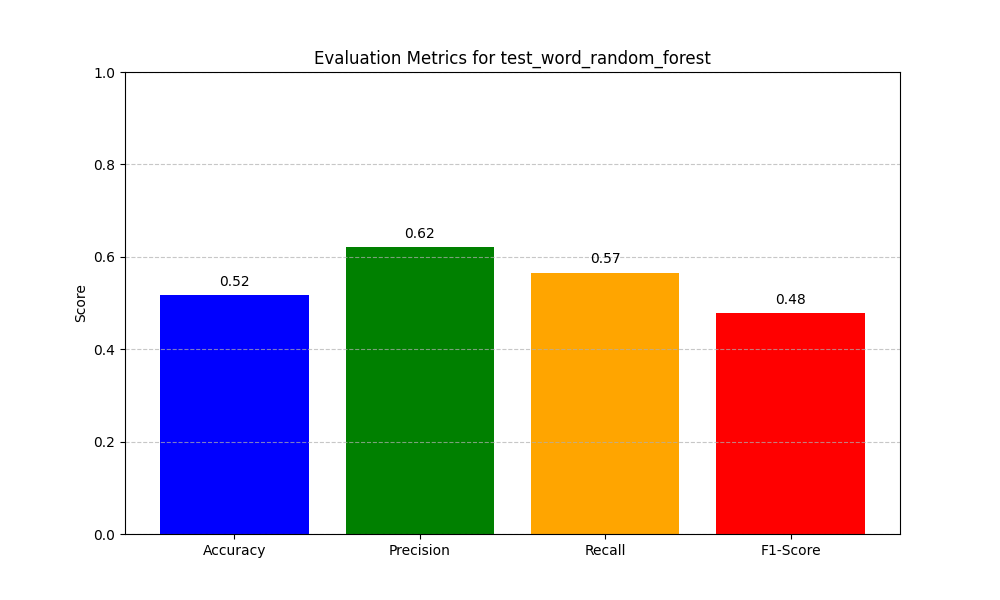 Evaluation Metrics for test_word_random_forest
1.0
0.8
0.6
0.4
0.2
0.0
Score
0.52
0.62
0.57
0.48
Accuracy
Precision
Recall
F1-Score